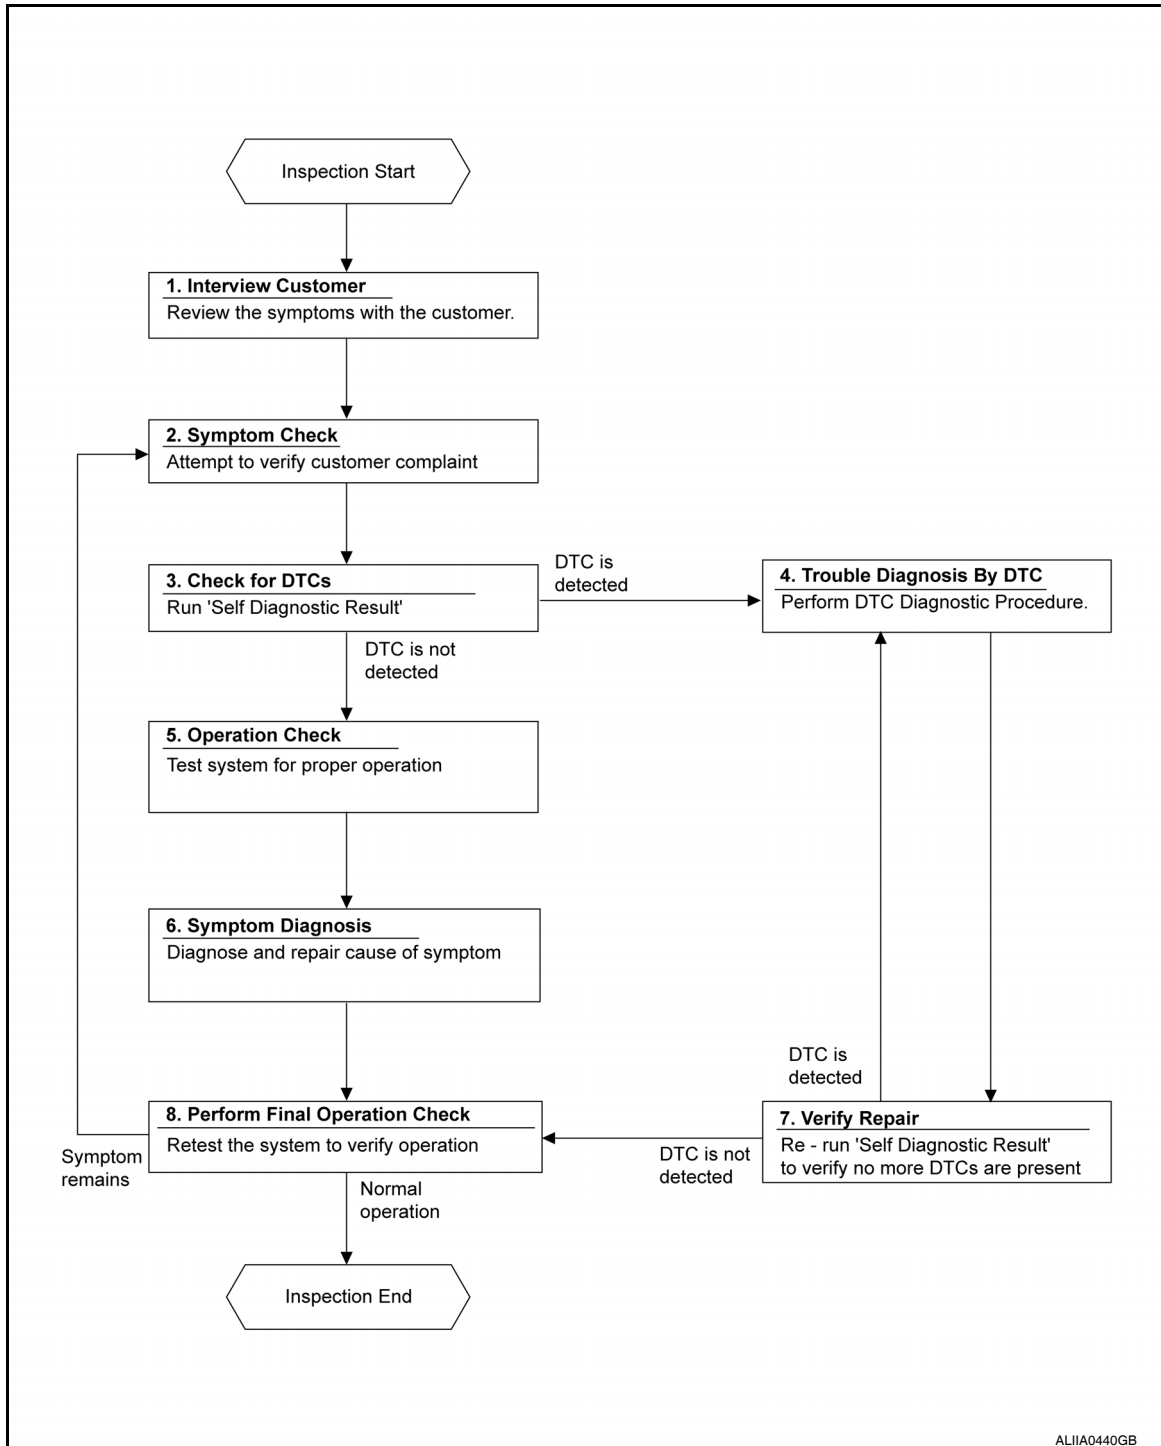 Inspection Start
1. Interview Customer
Review the symptoms with the customer.
2. Symptom Check
Attempt to verify customer complaint
3. Check for DTCs
Run 'Self Diagnostic Result'
DTC is
detected
4. Trouble Diagnosis By DTC
Perform DTC Diagnostic Procedure.
DTC is not
detected
5. Operation Check
Test system for proper operation
6. Symptom Diagnosis
Diagnose and repair cause of symptom
DTC is
detected
7. Verify Repair
Re - run 'Self Diagnostic Result'
to verify no more DTCs are present
DTC is not
detected
8. Perform Final Operation Check
Retest the system to verify operation
Symptom
remains
Normal
operation
Inspection End
ALIIA0440GB